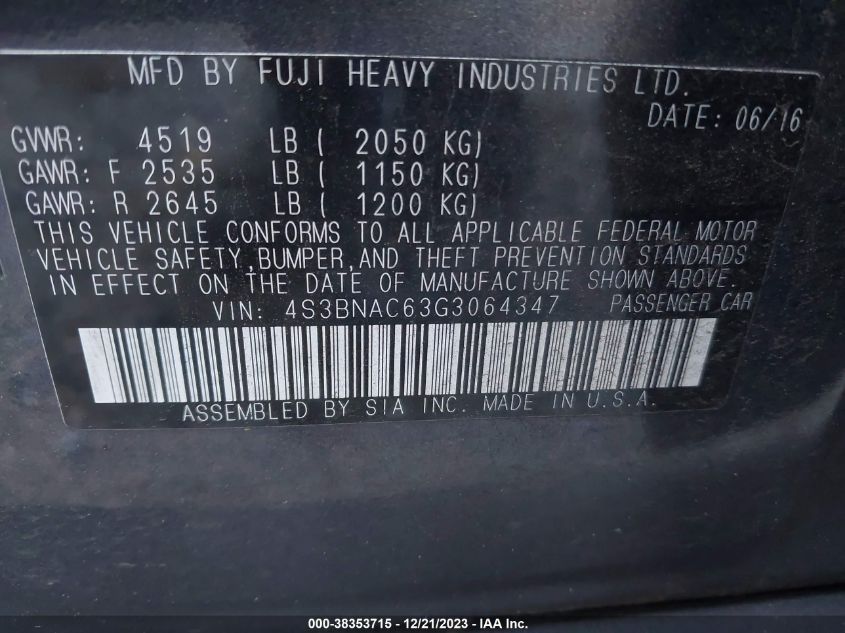 MFD BY FUJI HEAVY INDUSTRIES LTD.
DATE: 06/16
GVWR: 4519 LB ( 2050 KG)
GAWR: F 2535 LB ( 1150 KG)
GAWR: R 2645 LB ( 1200 KG)
THIS VEHICLE CONFORMS TO ALL APPLICABLE FEDERAL MOTOR
VEHICLE SAFETY,BUMPER,AND THEFT PREVENTION STANDARDS
IN EFFECT ON THE DATE OF MANUFACTURE SHOWN ABOVE.
VIN: 4S3BNAC63G3064347 PASSENGER CAR
ASSEMBLED BY SIA INC. MADE IN U.S.A.
000-38353715 - 12/21/2023 - IAA Inc.